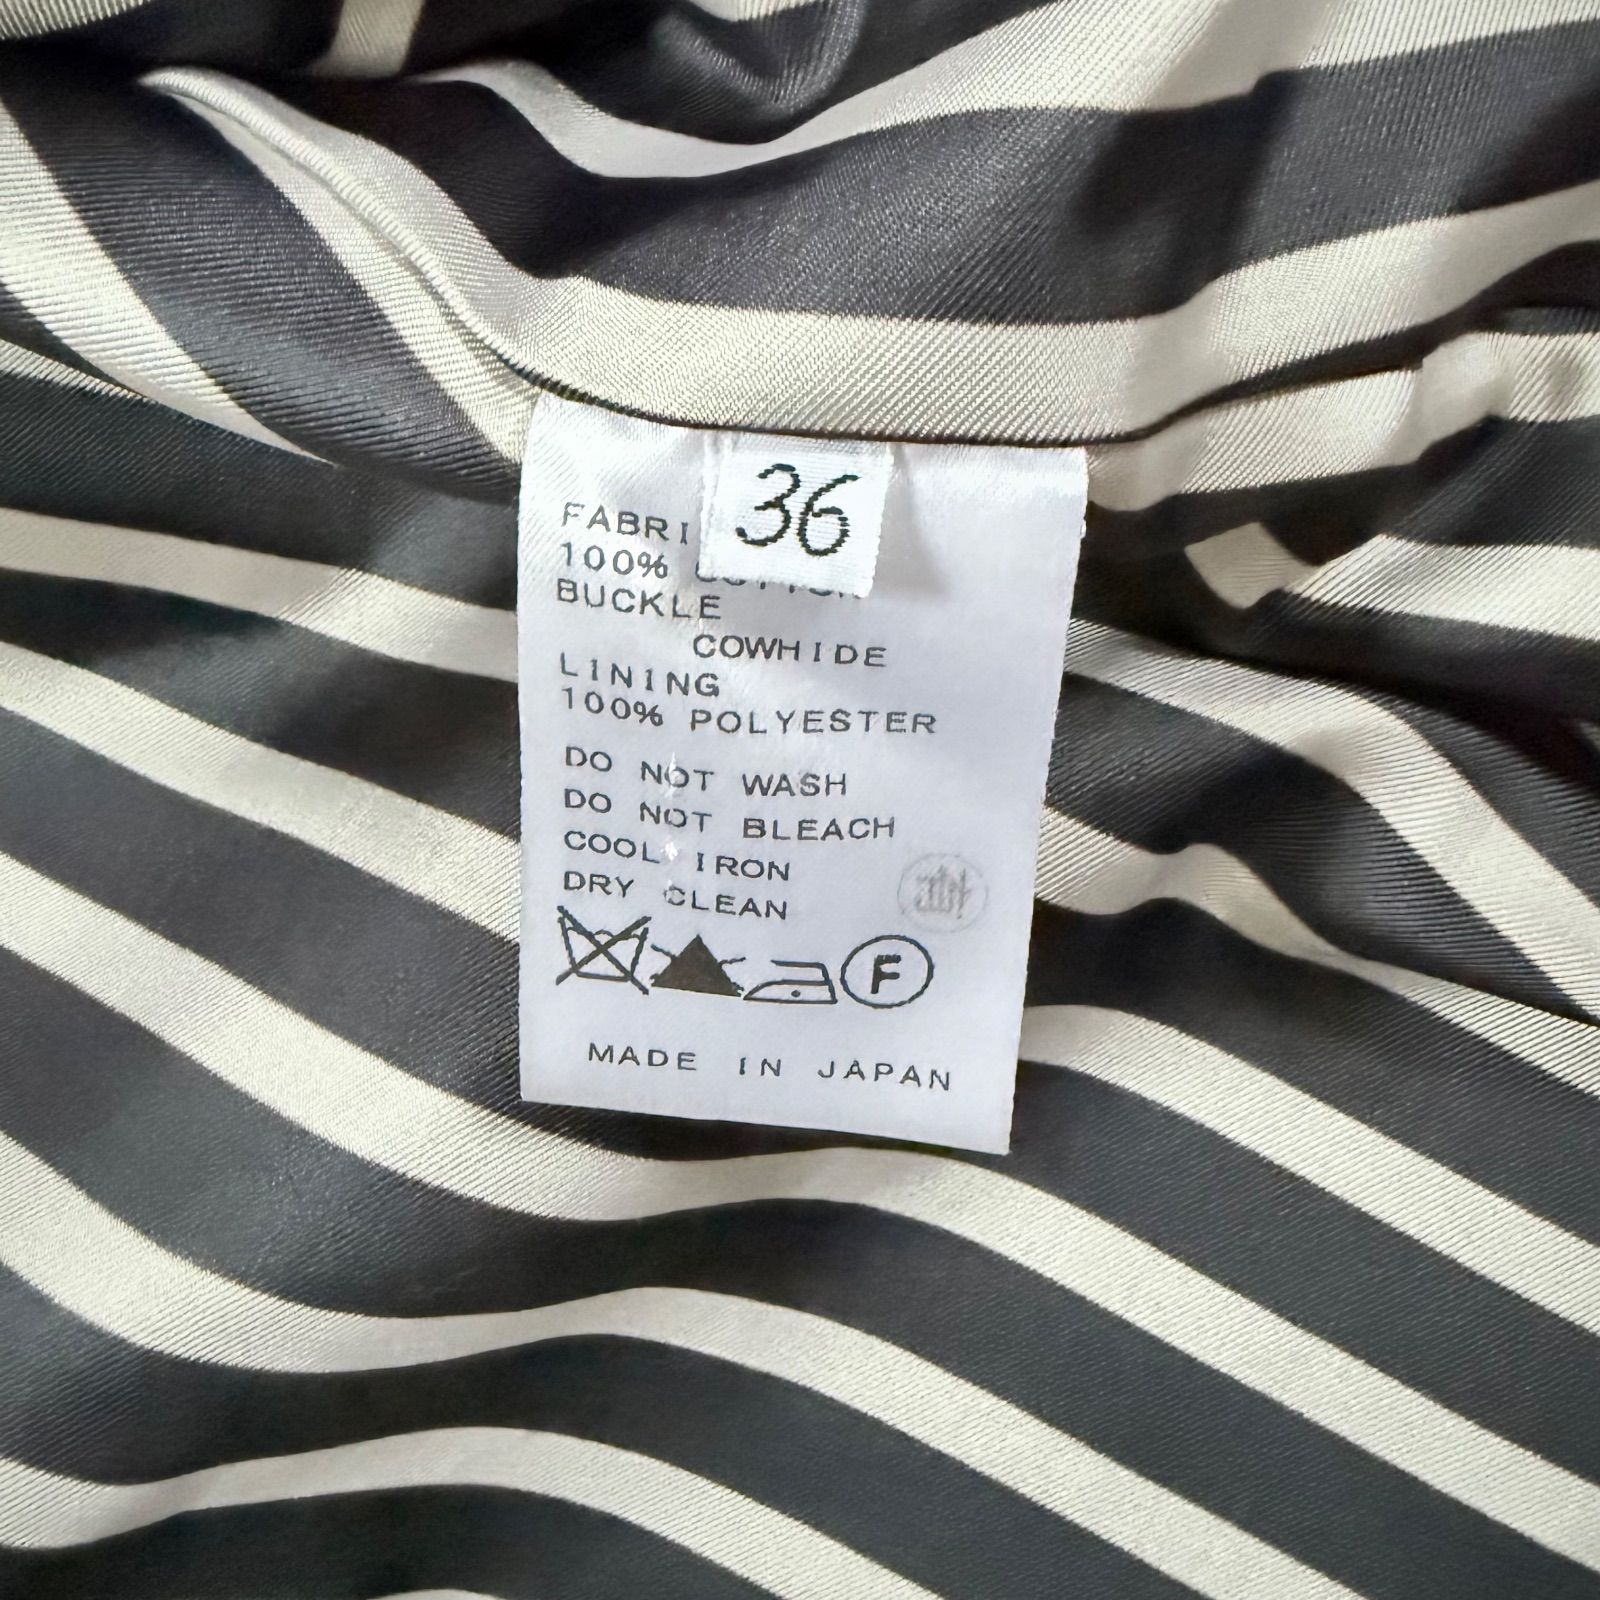 36
FABRI
100%
BUCKLE
COWHIDE
LINING
100% POLYESTER
DO NOT WASH
DO NOT BLEACH
COOL IRON
DRY CLEAN
F
MADE IN JAPAN